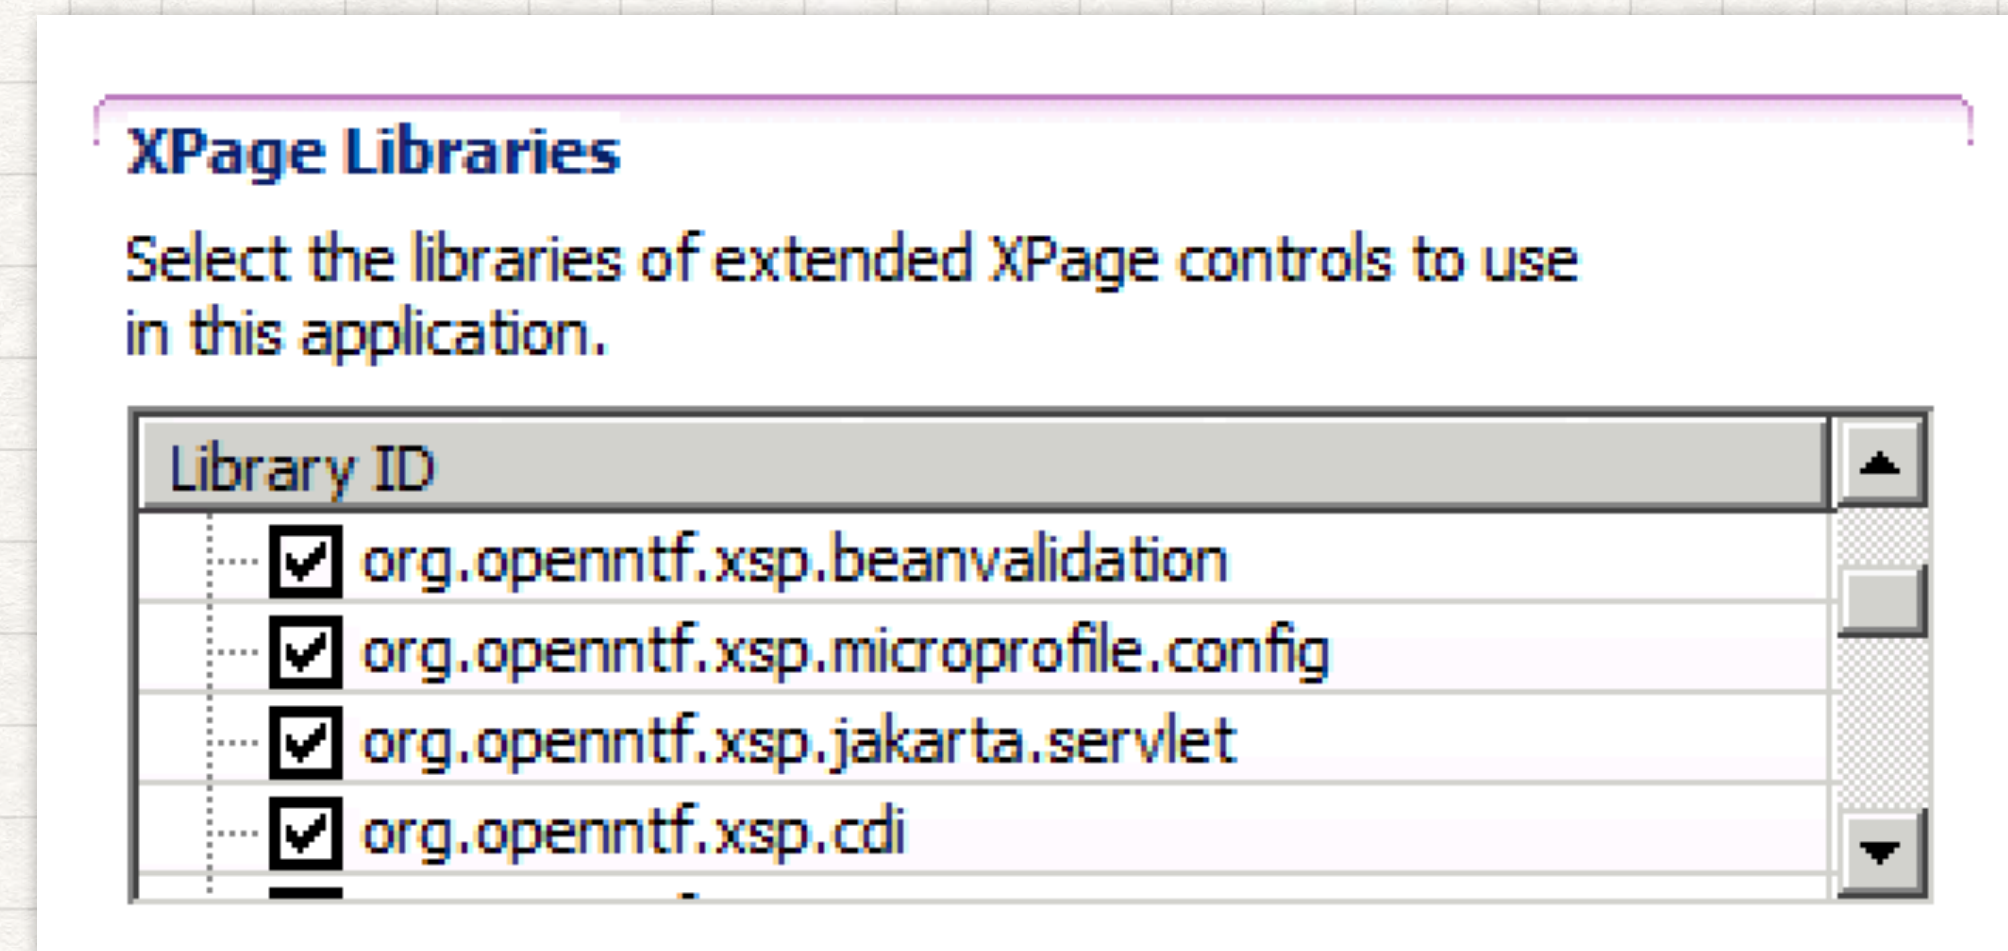 XPage Libraries
Select the libraries of extended XPage controls to use
in this application.
Library ID
org.openntf.xsp.beanvalidation
org.openntf.xsp.microprofile.config
org.openntf.xsp.jakarta.servlet
org.openntf.xsp.cdi